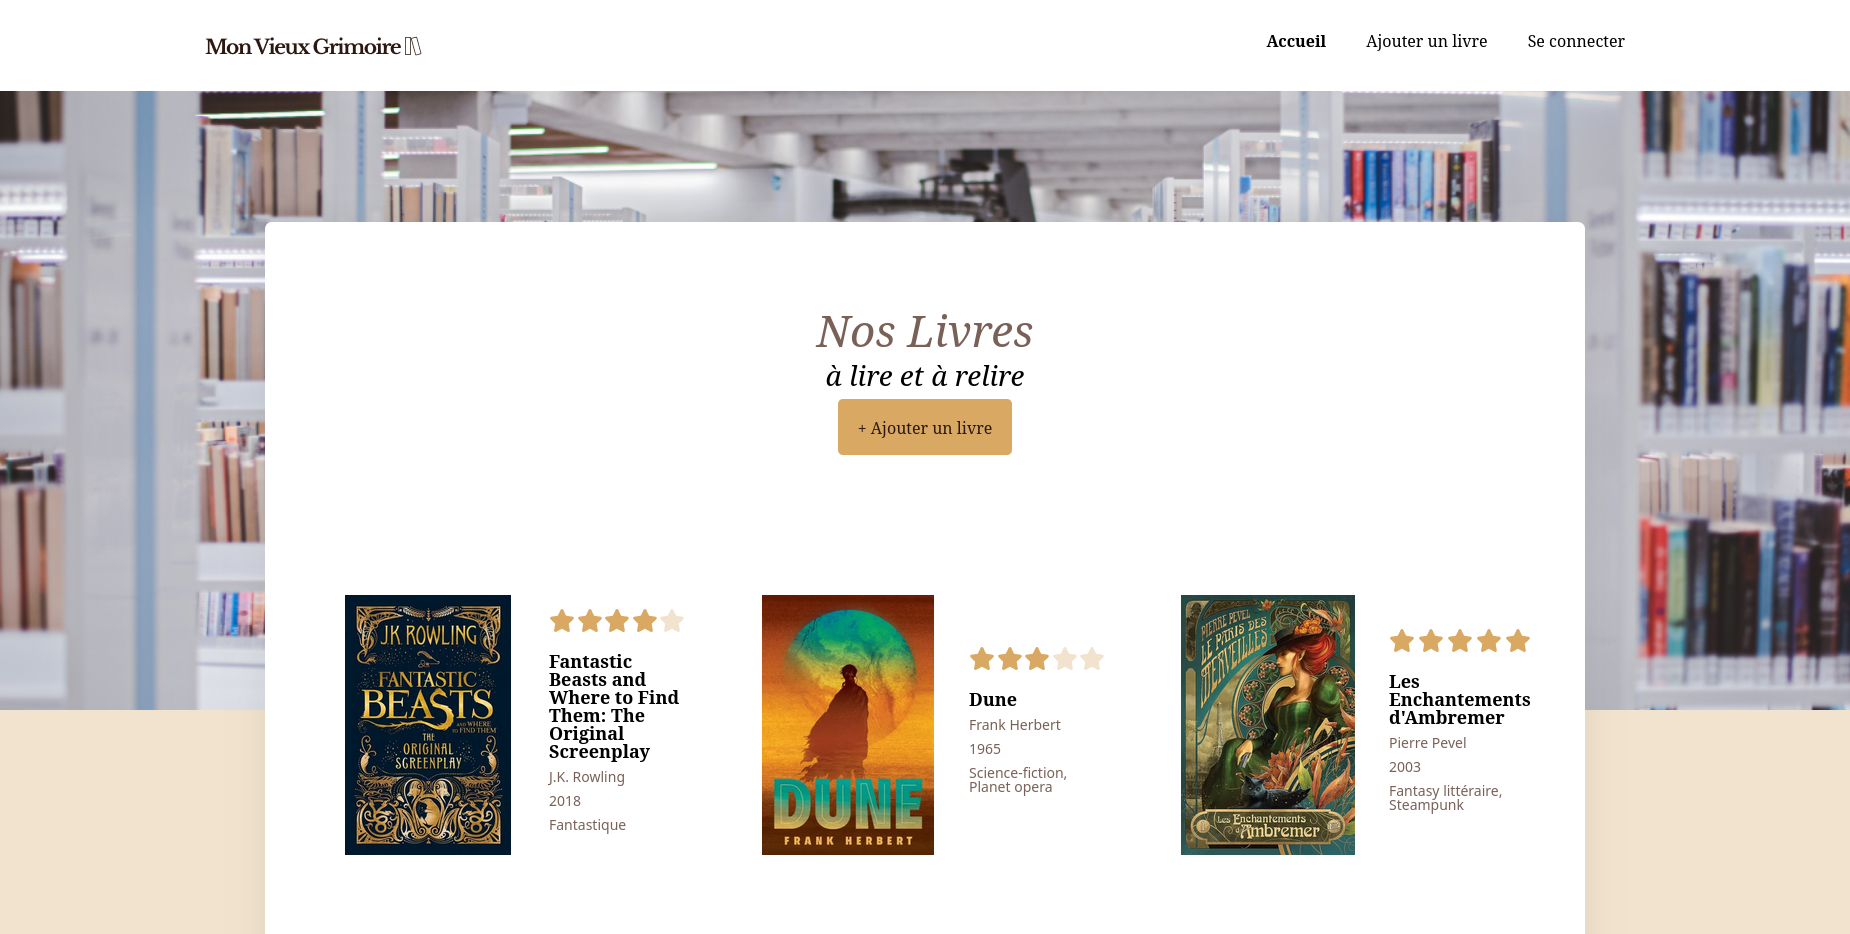 Mon Vieux Grimoire
Accueil
Ajouter un livre
Se connecter
Nos Livres
à lire et à relire
+ Ajouter un livre
JK ROWLING
FANTASTIC
BEASTS
AND WHERE
TO FIND THEM
THE
ORIGINAL
SCREENPLAY
Fantastic
Beasts and
Where to Find
Them: The
Original
Screenplay
J.K. Rowling
2018
Fantastique
DUNE
FRANK HERBERT
Dune
Frank Herbert
1965
Science-fiction,
Planet opera
PIERRE PEVEL
LE PARIS DES
MERVEILLES
Les Enchantements
d'Ambremer
Les
Enchantements
d'Ambremer
Pierre Pevel
2003
Fantasy littéraire,
Steampunk